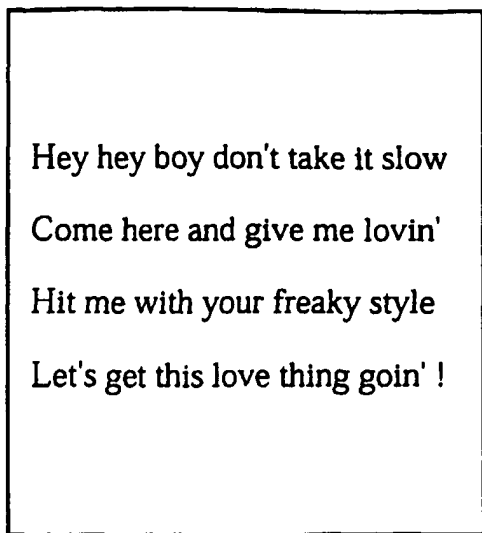 Hey hey boy don't take it slow
Come here and give me lovin'
Hit me with your freaky style
Let's get this love thing goin' !